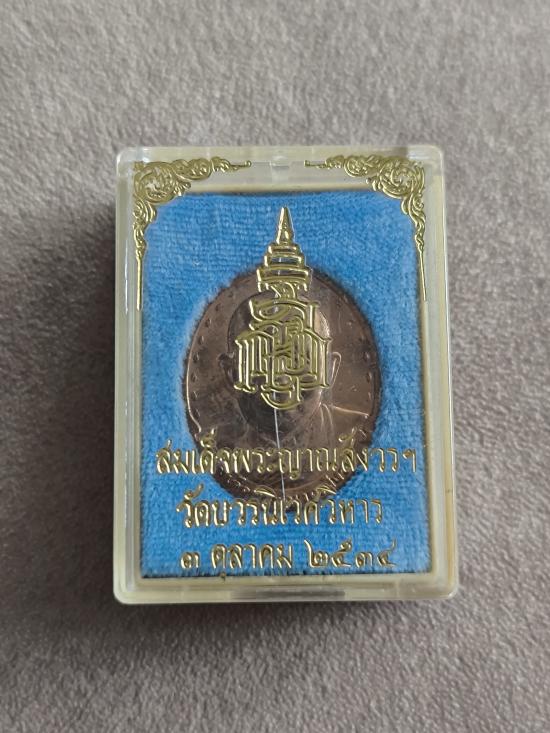 สมเด็จพระญาณสังวรฯ
วัดบวรนิเวศวิหาร
๓ ตุลาคม ๒๕๓๔